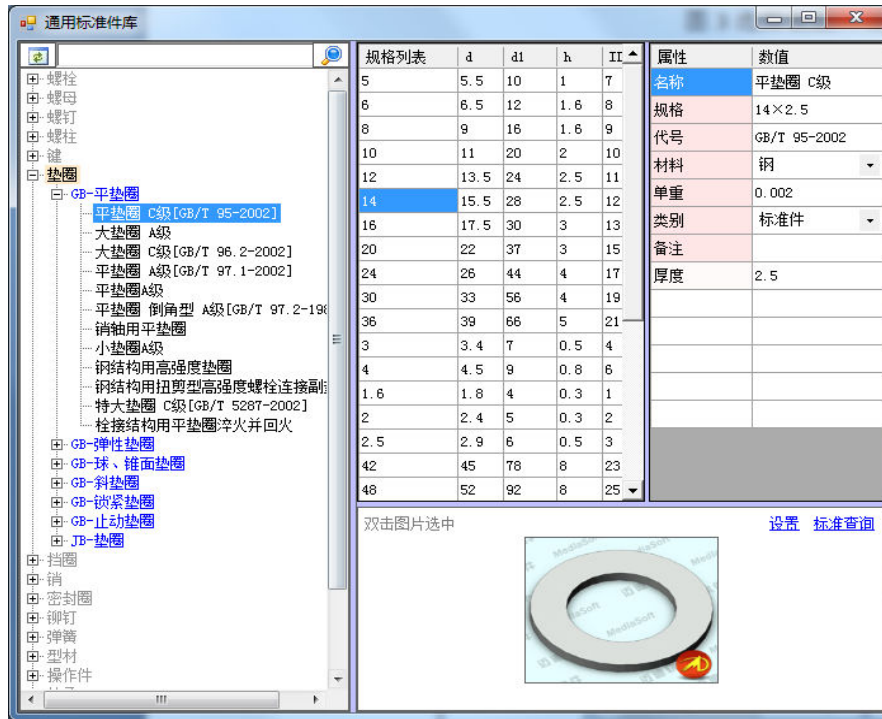 通用标准件库
螺栓
螺母
螺钉
螺柱
键
垫圈
GB-平垫圈
平垫圈 C级[GB/T 95-2002]
大垫圈 A级
大垫圈 C级[GB/T 96.2-2002]
平垫圈 A级[GB/T 97.1-2002]
平垫圈A级
平垫圈 倒角型 A级[GB/T 97.2-198
销轴用平垫圈
小垫圈A级
钢结构用高强度垫圈
钢结构用扭剪型高强度螺栓连接副
特大垫圈 C级[GB/T 5287-2002]
栓接结构用平垫圈淬火并回火
GB-弹性垫圈
GB-球、锥面垫圈
GB-斜垫圈
GB-锁紧垫圈
GB-止动垫圈
JB-垫圈
挡圈
销
密封圈
铆钉
弹簧
型材
操作件
规格列表 d d1 h
5 5.5 10 1 7
6 6.5 12 1.6 8
8 9 16 1.6 9
10 11 20 2 10
12 13.5 24 2.5 11
14 15.5 28 2.5 12
16 17.5 30 3 13
20 22 37 3 15
24 26 44 4 17
30 33 56 4 19
36 39 66 5 21
3 3.4 7 0.5 4
4 4.5 9 0.8 6
1.6 1.8 4 0.3 1
2 2.4 5 0.3 2
2.5 2.9 6 0.5 3
42 45 78 8 23
48 52 92 8 25
属性 数值
名称 平垫圈 C级
规格 14×2.5
代号 GB/T 95-2002
材料 钢
单重 0.002
类别 标准件
备注
厚度 2.5
双击图片选中
设置 标准查询
MediaSoft